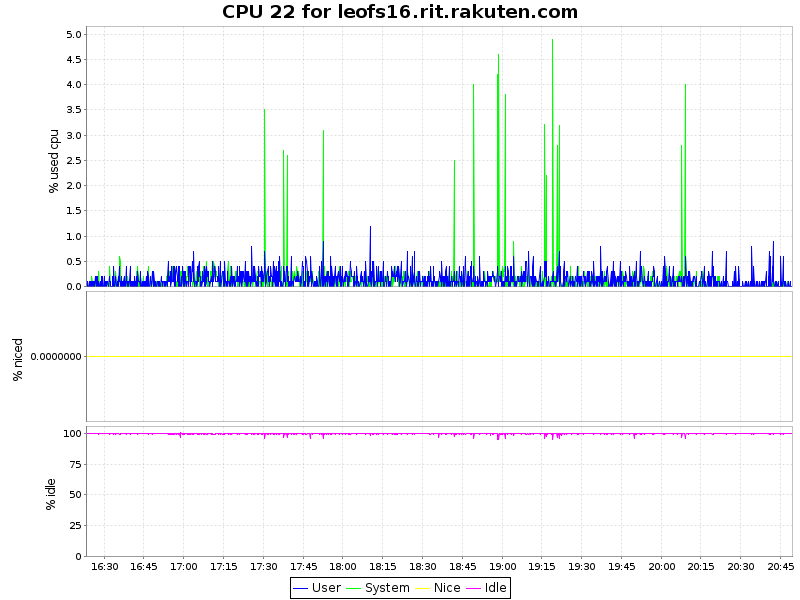 CPU 22 for leofs16.rit.rakuten.com
5.0
4.5
4.0
3.5
3.0
2.5
2.0
1.5
1.0
0.5
0.0
% used cpu
0.0000000
% niced
100
75
50
25
0
% idle
16:30 16:45 17:00 17:15 17:30 17:45 18:00 18:15 18:30 18:45 19:00 19:15 19:30 19:45 20:00 20:15 20:30 20:45
User System Nice Idle